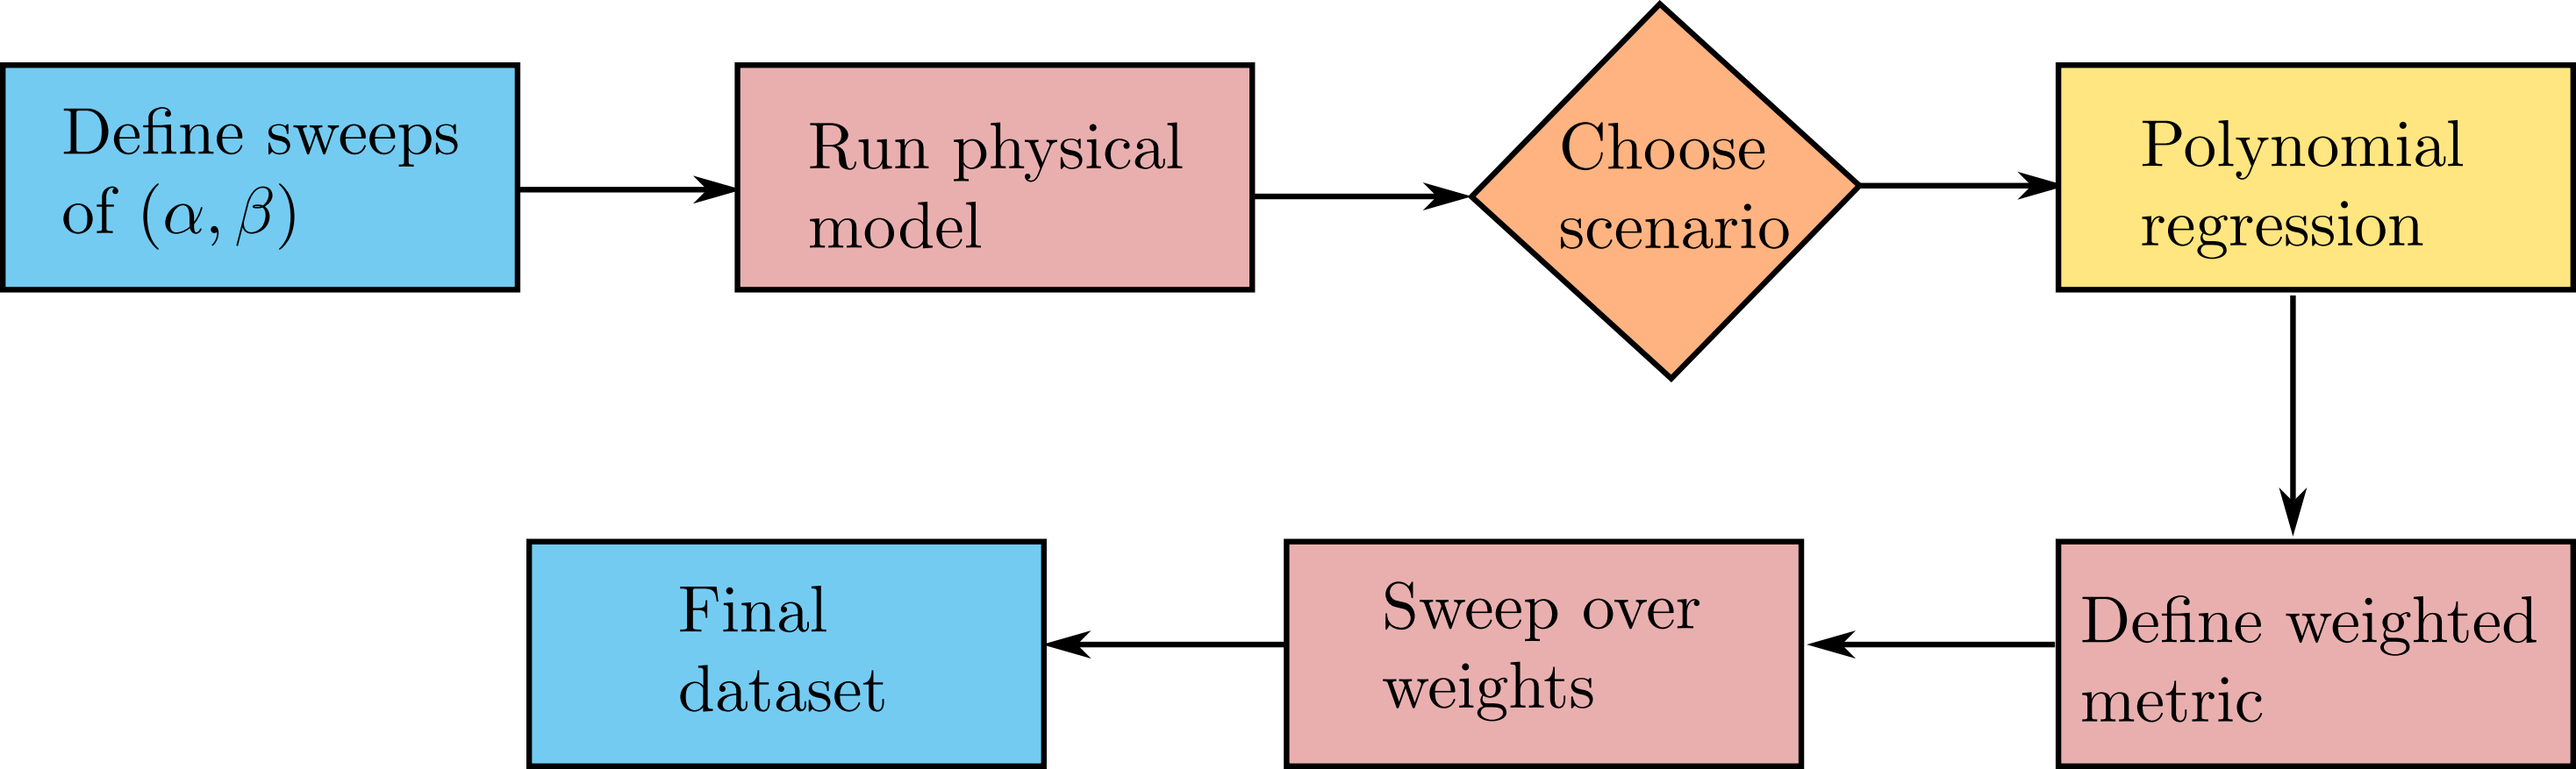 Define sweeps
of (α, β)
Run physical
model
Choose
scenario
Polynomial
regression
Define weighted
metric
Sweep over
weights
Final
dataset